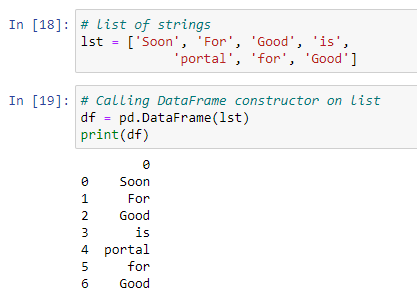 In [18]: # list of strings
lst = ['Soon', 'For', 'Good', 'is',
            'portal', 'for', 'Good']
In [19]: # Calling DataFrame constructor on list
df = pd.DataFrame(lst)
print(df)
        0
0    Soon
1     For
2    Good
3      is
4  portal
5     for
6    Good